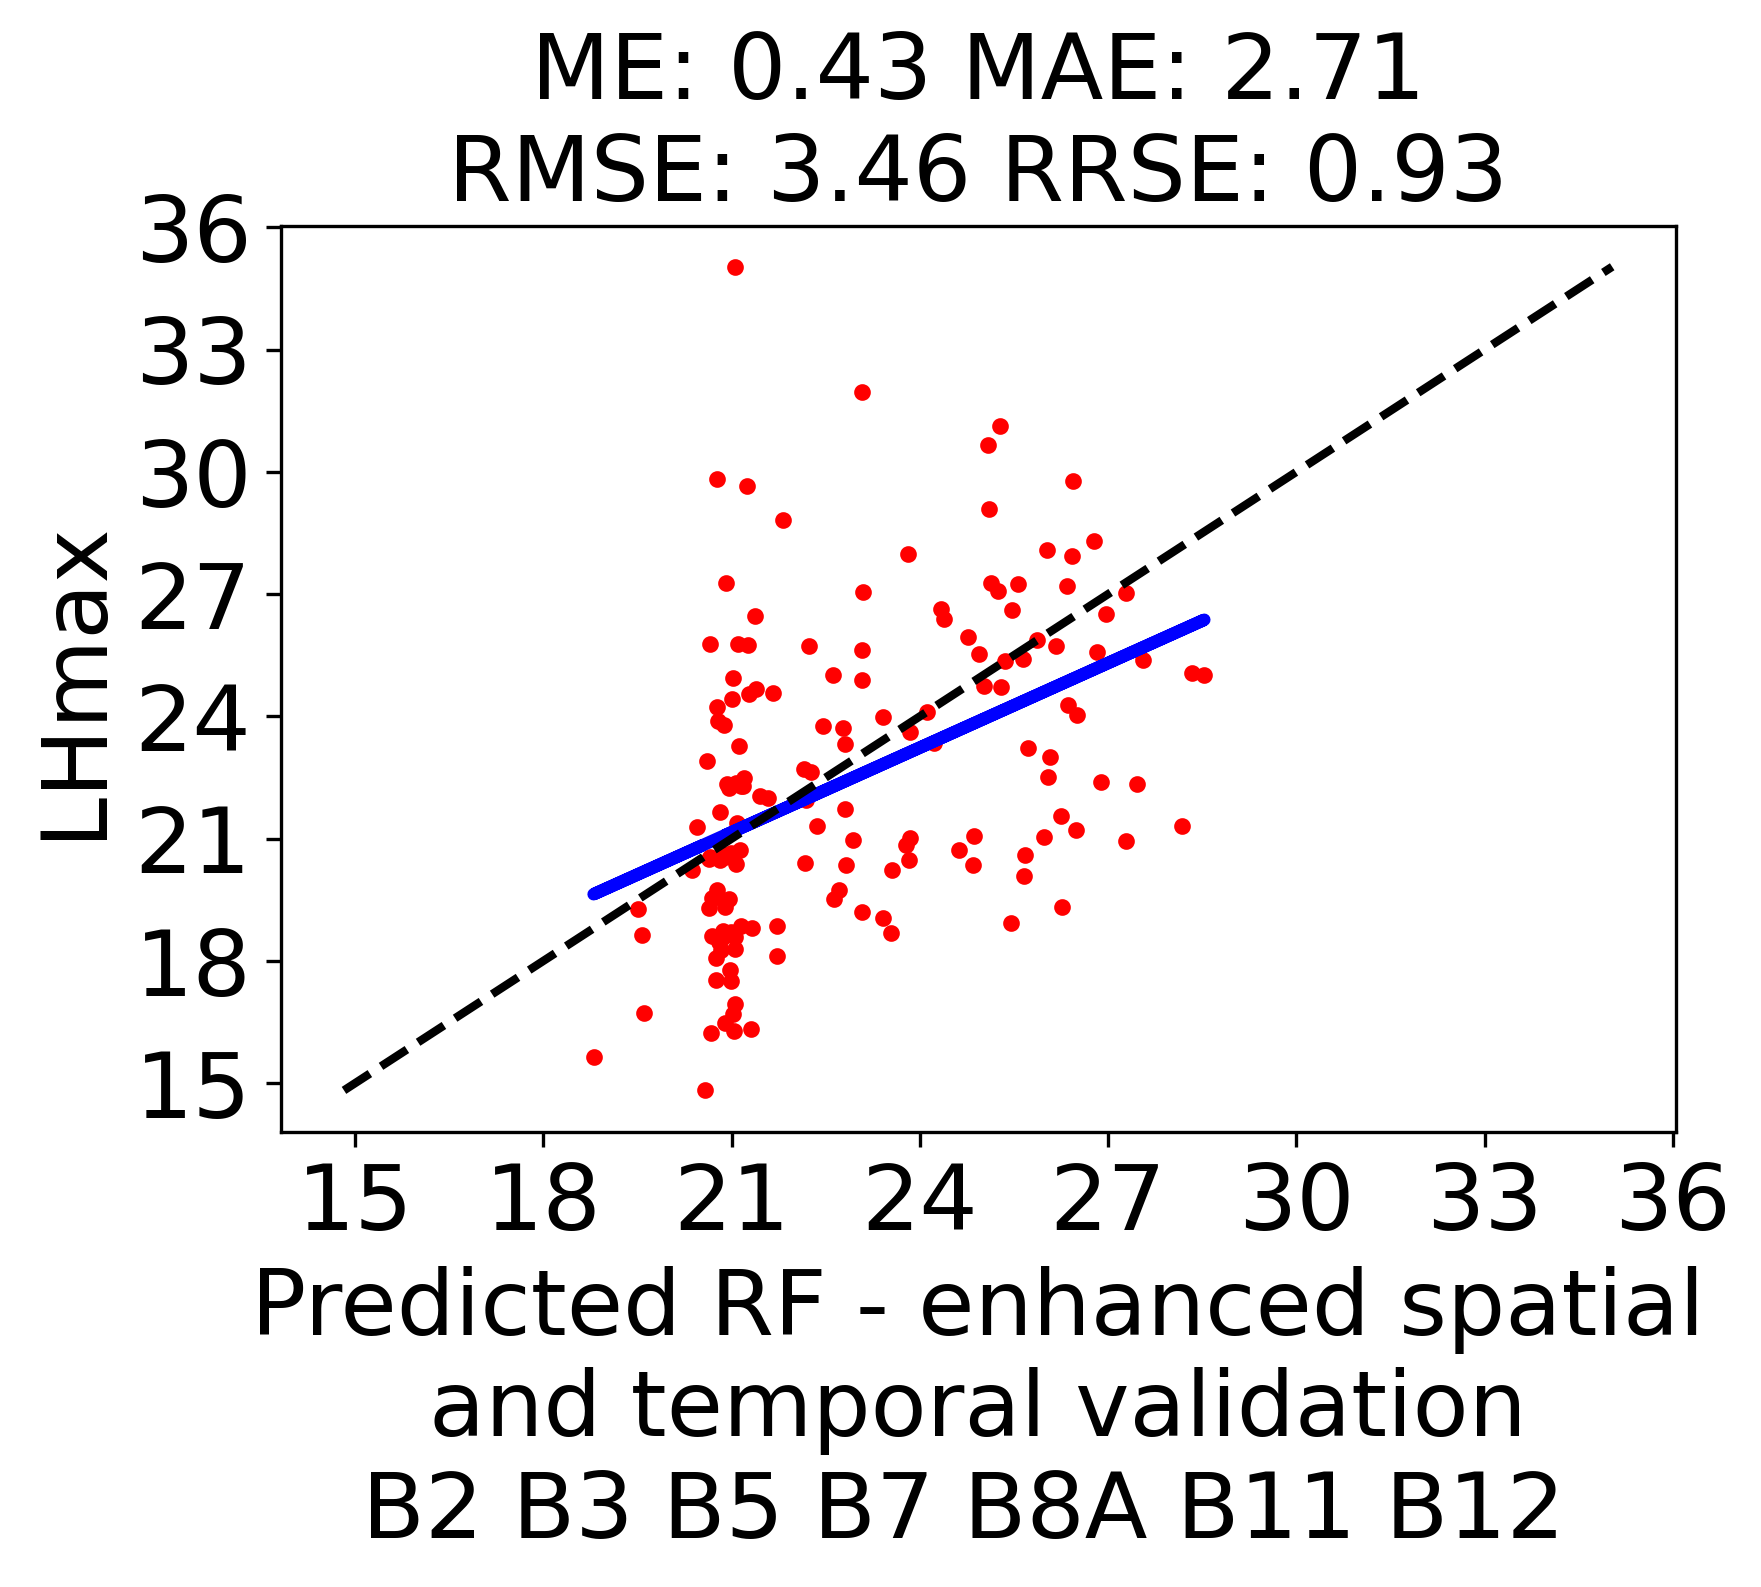 ME: 0.43 MAE: 2.71
RMSE: 3.46 RRSE: 0.93
36
33
30
27
24
21
18
15
LHmax
15 18 21 24 27 30 33 36
Predicted RF - enhanced spatial
and temporal validation
B2 B3 B5 B7 B8A B11 B12